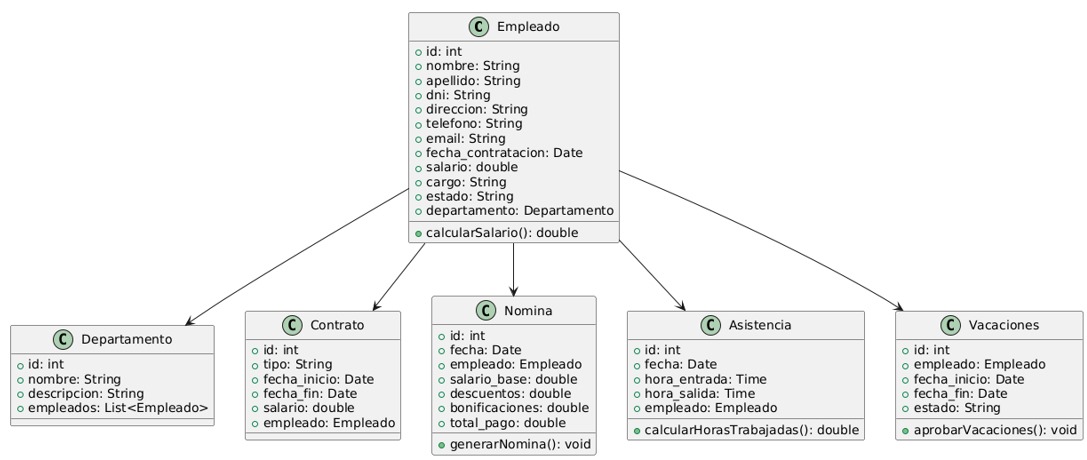 C Empleado
id: int
nombre: String
apellido: String
dni: String
direccion: String
telefono: String
email: String
fecha_contratacion: Date
salario: double
cargo: String
estado: String
departamento: Departamento
calcularSalario(): double
C Departamento
id: int
nombre: String
descripcion: String
empleados: List<Empleado>
C Contrato
id: int
tipo: String
fecha_inicio: Date
fecha_fin: Date
salario: double
empleado: Empleado
C Nomina
id: int
fecha: Date
empleado: Empleado
salario_base: double
descuentos: double
bonificaciones: double
total_pago: double
generarNomina(): void
C Asistencia
id: int
fecha: Date
hora_entrada: Time
hora_salida: Time
empleado: Empleado
calcularHorasTrabajadas(): double
C Vacaciones
id: int
empleado: Empleado
fecha_inicio: Date
fecha_fin: Date
estado: String
aprobarVacaciones(): void